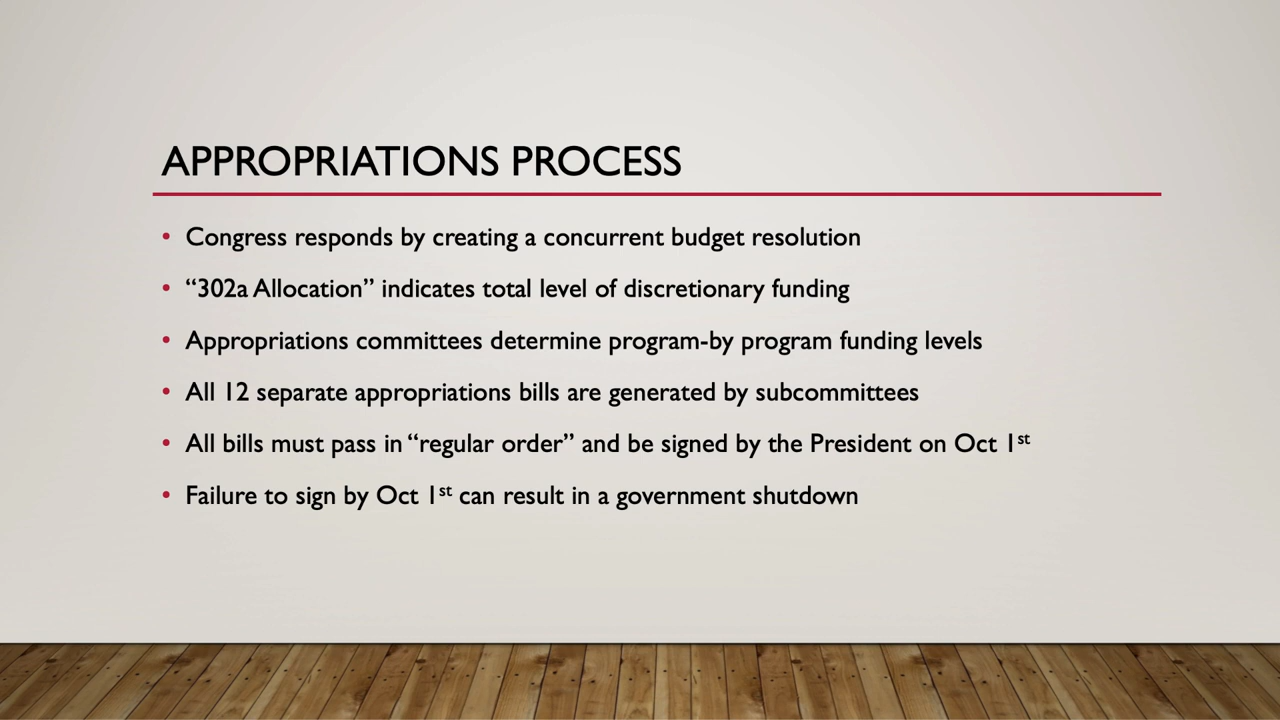 APPROPRIATIONS PROCESS
• Congress responds by creating a concurrent budget resolution
• “302a Allocation” indicates total level of discretionary funding
• Appropriations committees determine program-by program funding levels
• All 12 separate appropriations bills are generated by subcommittees
• All bills must pass in “regular order” and be signed by the President on Oct 1st
• Failure to sign by Oct 1st can result in a government shutdown